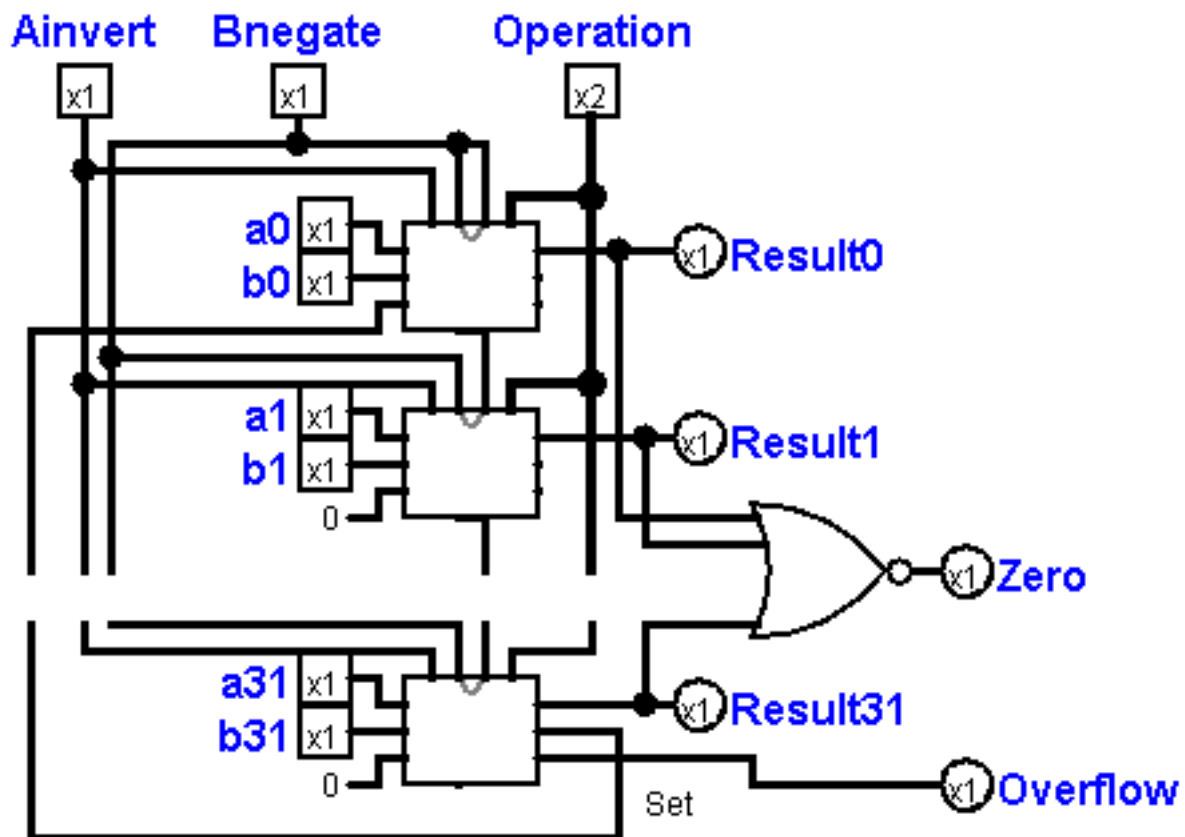 Ainvert Bnegate Operation
x1 x1 x2
a0 x1 x1 Result0
b0 x1
a1 x1 x1 Result1
b1 x1
0
x1 Zero
a31 x1 x1 Result31
b31 x1
0 x1 Overflow
Set